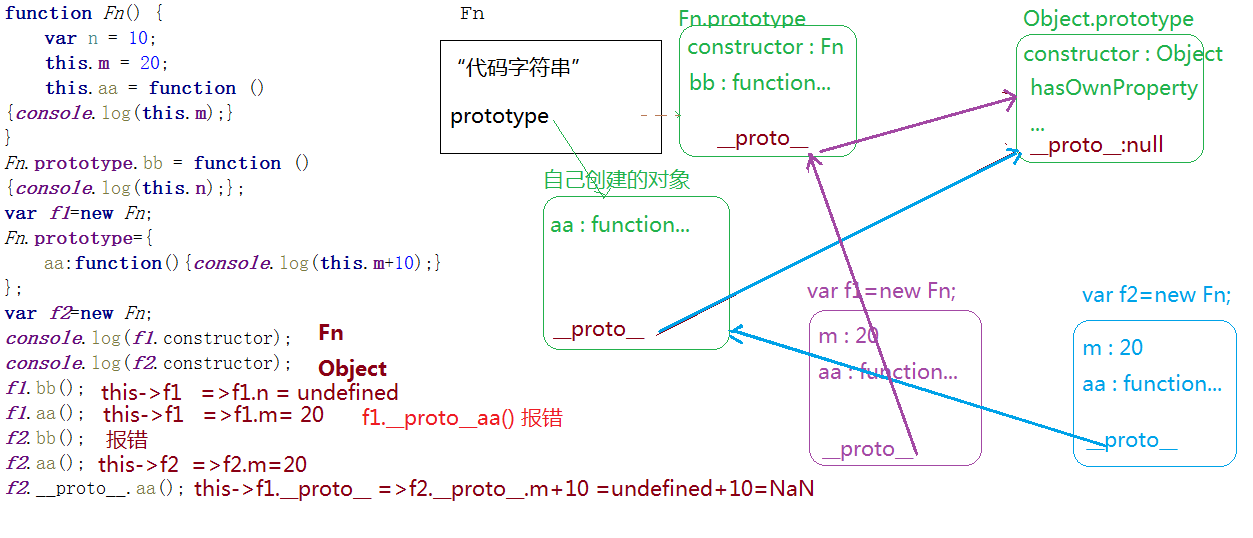 function Fn() {
var n = 10;
this.m = 20;
this.aa = function ()
{console.log(this.m);}
}
Fn.prototype.bb = function ()
{console.log(this.n);};
var f1=new Fn;
Fn.prototype={
aa:function(){console.log(this.m+10);}
};
var f2=new Fn;
console.log(f1.constructor); Fn
console.log(f2.constructor); Object
f1.bb(); this->f1 =>f1.n = undefined
f1.aa(); this->f1 =>f1.m= 20 f1.__proto__aa() 报错
f2.bb(); 报错
f2.aa(); this->f2 =>f2.m=20
f2.__proto__.aa(); this->f1.__proto__ =>f2.__proto__.m+10 =undefined+10=NaN
Fn
“代码字符串”
prototype
Fn.prototype
constructor : Fn
bb : function...
__proto__
Object.prototype
constructor : Object
hasOwnProperty
...
__proto__:null
自己创建的对象
aa : function...
__proto__
var f1=new Fn;
m : 20
aa : function...
__proto__
var f2=new Fn;
m : 20
aa : function...
__proto__